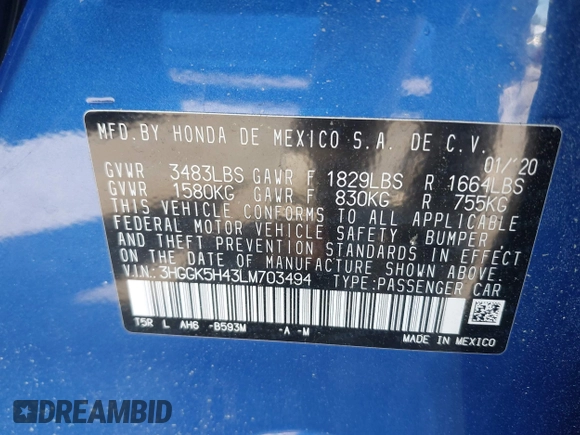 MFD.BY HONDA DE MEXICO S.A. DE C.V.
01/'20
GVWR 3483LBS GAWR F 1829LBS R 1664LBS
GVWR 1580KG GAWR F 830KG R 755KG
THIS VEHICLE CONFORMS TO ALL APPLICABLE
FEDERAL MOTOR VEHICLE SAFETY, BUMPER
AND THEFT PREVENTION STANDARDS IN EFFECT
ON THE DATE OF MANUFACTURE SHOWN ABOVE.
V.I.N.:3HGGK5H43LM703494 TYPE:PASSENGER CAR
T5R L AH6 -B593M -A -M
MADE IN MEXICO
DREAMBID